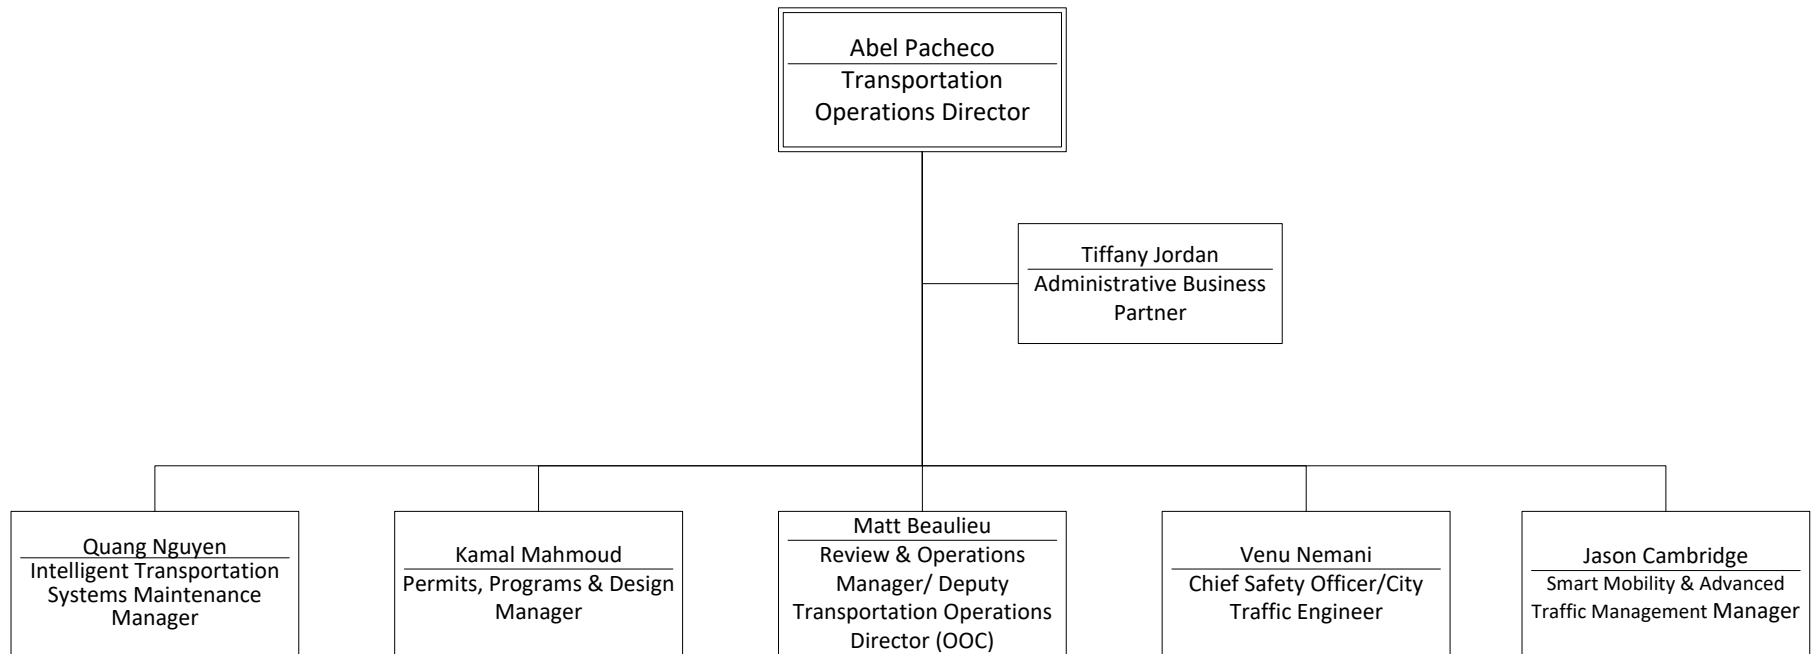 Abel Pacheco
Transportation
Operations Director
Tiffany Jordan
Administrative Business
Partner
Quang Nguyen
Intelligent Transportation
Systems Maintenance
Manager
Kamal Mahmoud
Permits, Programs & Design
Manager
Matt Beaulieu
Review & Operations
Manager/ Deputy
Transportation Operations
Director (OOC)
Venu Nemani
Chief Safety Officer/City
Traffic Engineer
Jason Cambridge
Smart Mobility & Advanced
Traffic Management Manager